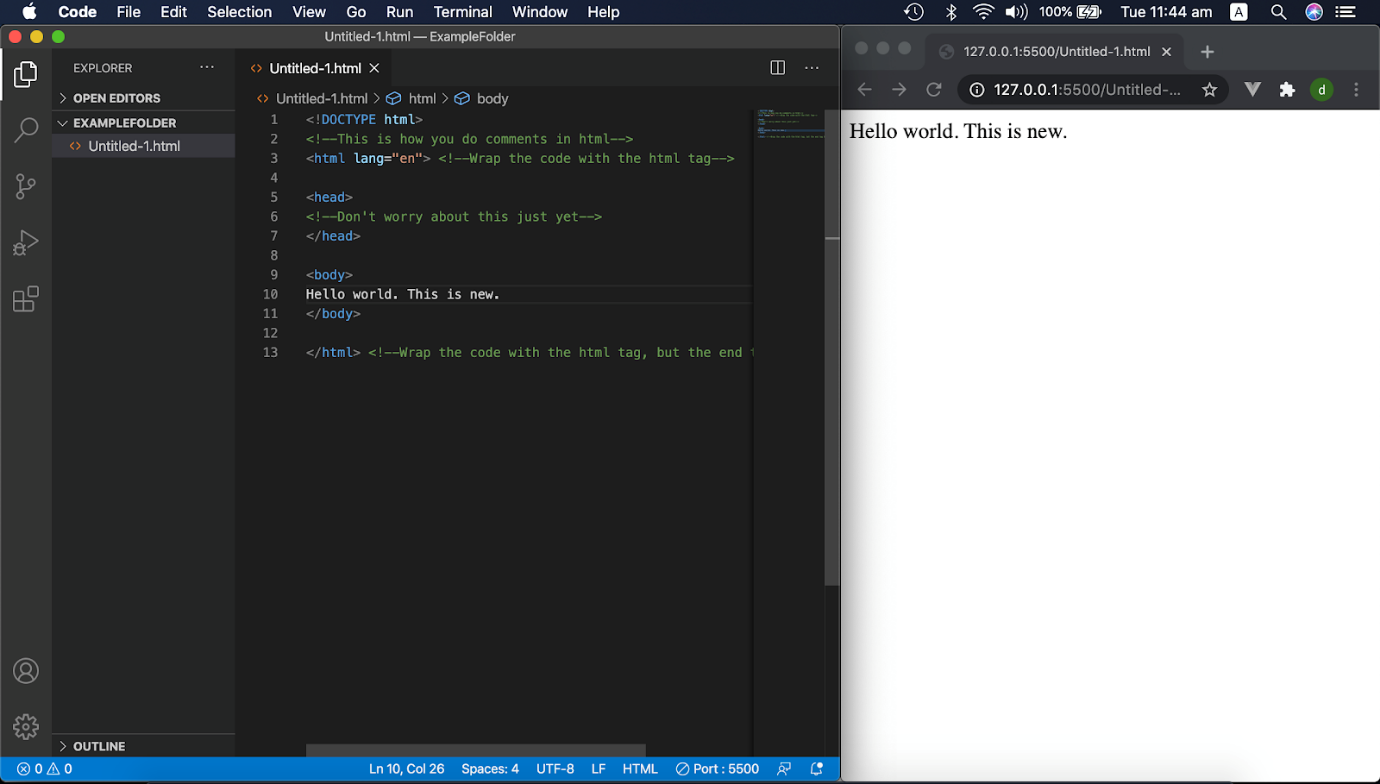 Code File Edit Selection View Go Run Terminal Window Help 100% Tue 11:44 am A
Untitled-1.html — ExampleFolder
EXPLORER
OPEN EDITORS
EXAMPLEFOLDER
Untitled-1.html
OUTLINE
Untitled-1.html
Untitled-1.html > html > body
1 <!DOCTYPE html>
2 <!--This is how you do comments in html-->
3 <html lang="en"> <!--Wrap the code with the html tag-->
4
5 <head>
6 <!--Don't worry about this just yet-->
7 </head>
8
9 <body>
10 Hello world. This is new.
11 </body>
12
13 </html> <!--Wrap the code with the html tag, but the end
0 0 Ln 10, Col 26 Spaces: 4 UTF-8 LF HTML Port : 5500
127.0.0.1:5500/Untitled-1.html
127.0.0.1:5500/Untitled-... d
Hello world. This is new.